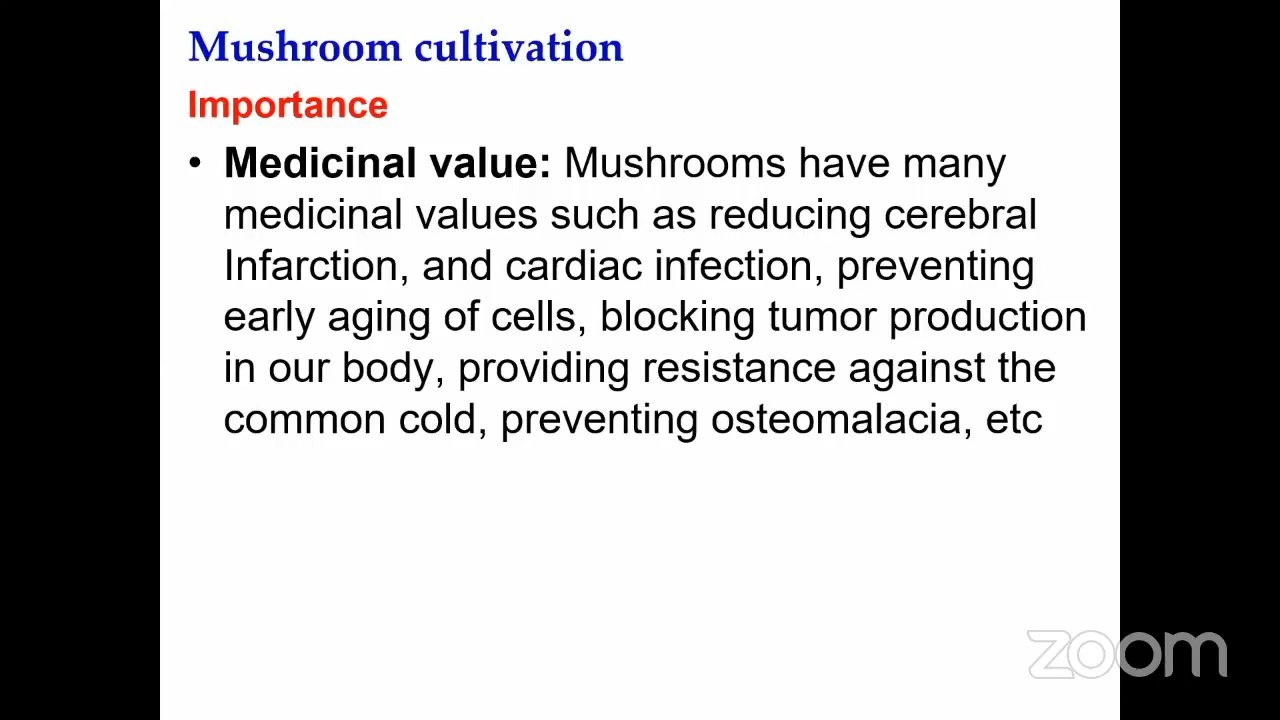 Mushroom cultivation
Importance
• Medicinal value: Mushrooms have many
medicinal values such as reducing cerebral
Infarction, and cardiac infection, preventing
early aging of cells, blocking tumor production
in our body, providing resistance against the
common cold, preventing osteomalacia, etc
zoom